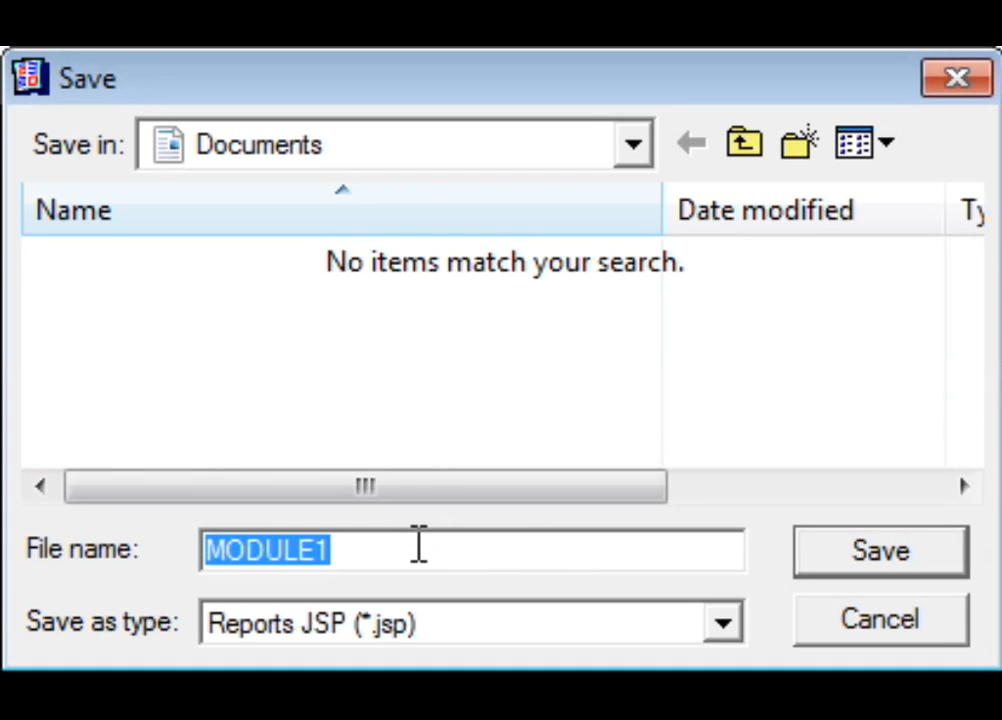 Save
Save in: Documents
Name Date modified Ty
No items match your search.
File name: MODULE1 Save
Save as type: Reports JSP (*.jsp) Cancel